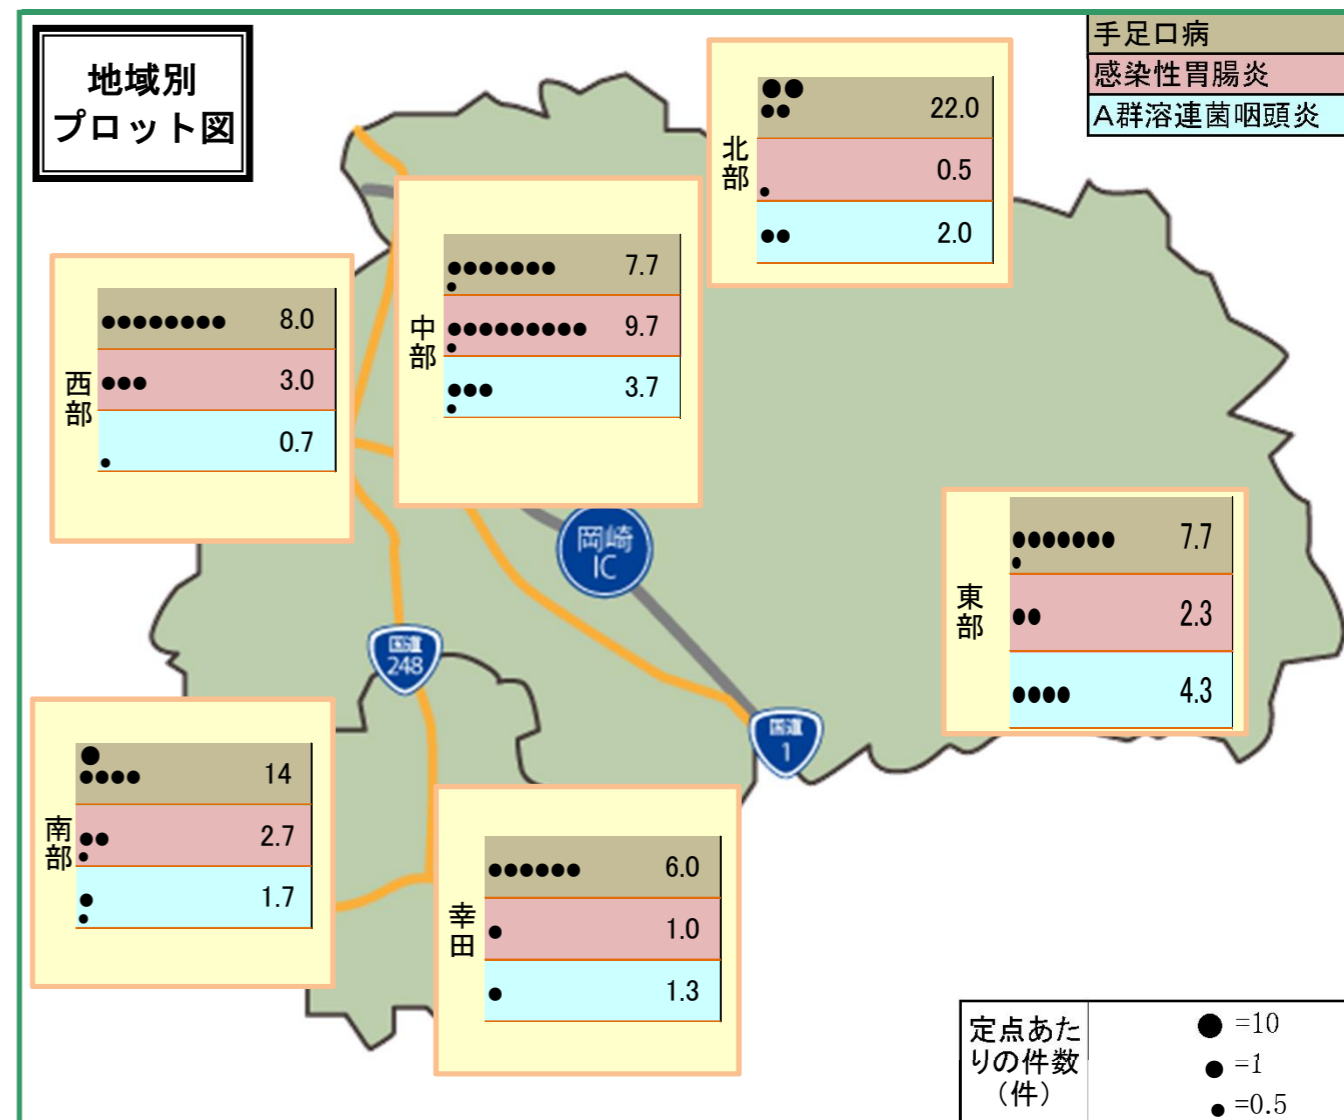 地域別
プロット図
手足口病
感染性胃腸炎
A群溶連菌咽頭炎
北部
22.0
0.5
2.0
中部
7.7
9.7
3.7
西部
8.0
3.0
0.7
岡崎
IC
東部
7.7
2.3
4.3
国道
248
国道
1
南部
14
2.7
1.7
幸田
6.0
1.0
1.3
定点あた
りの件数
（件）
●=10
●=1
●=0.5